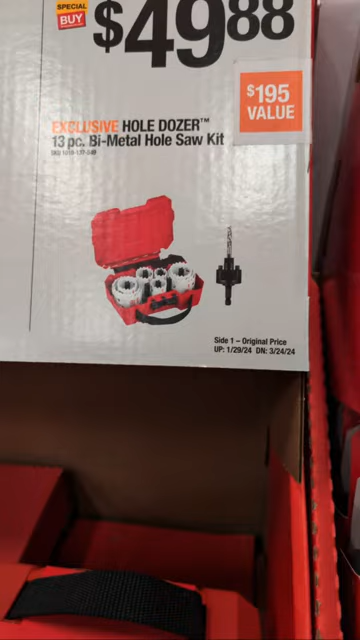 SPECIAL
BUY
$4988
$195
VALUE
EXCLUSIVE HOLE DOZER™
13 pc. Bi-Metal Hole Saw Kit
Side 1 – Original Price
UP: 1/29/24 DN: 3/24/24